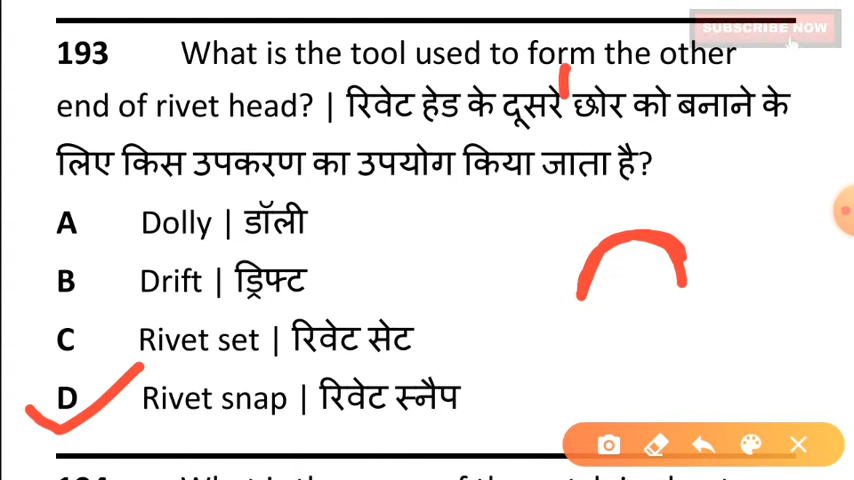 SUBSCRIBE NOW
193 What is the tool used to form the other
end of rivet head? | रिवेट हेड के दूसरे छोर को बनाने के
लिए किस उपकरण का उपयोग किया जाता है?
A Dolly | डॉली
B Drift | ड्रिफ्ट
C Rivet set | रिवेट सेट
D Rivet snap | रिवेट स्नैप